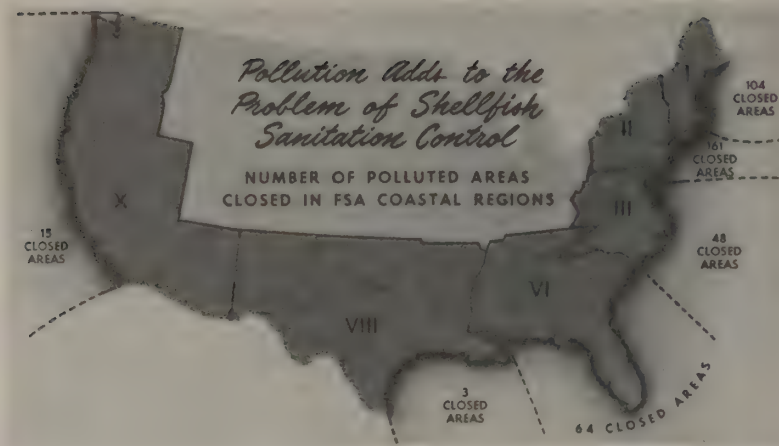 Pollution Adds to the
Problem of Shellfish
Sanitation Control
NUMBER OF POLLUTED AREAS
CLOSED IN FSA COASTAL REGIONS
104
CLOSED
AREAS
II
161
CLOSED
AREAS
III
X
15
CLOSED
AREAS
48
CLOSED
AREAS
VI
VIII
3
CLOSED
AREAS
64 CLOSED AREAS